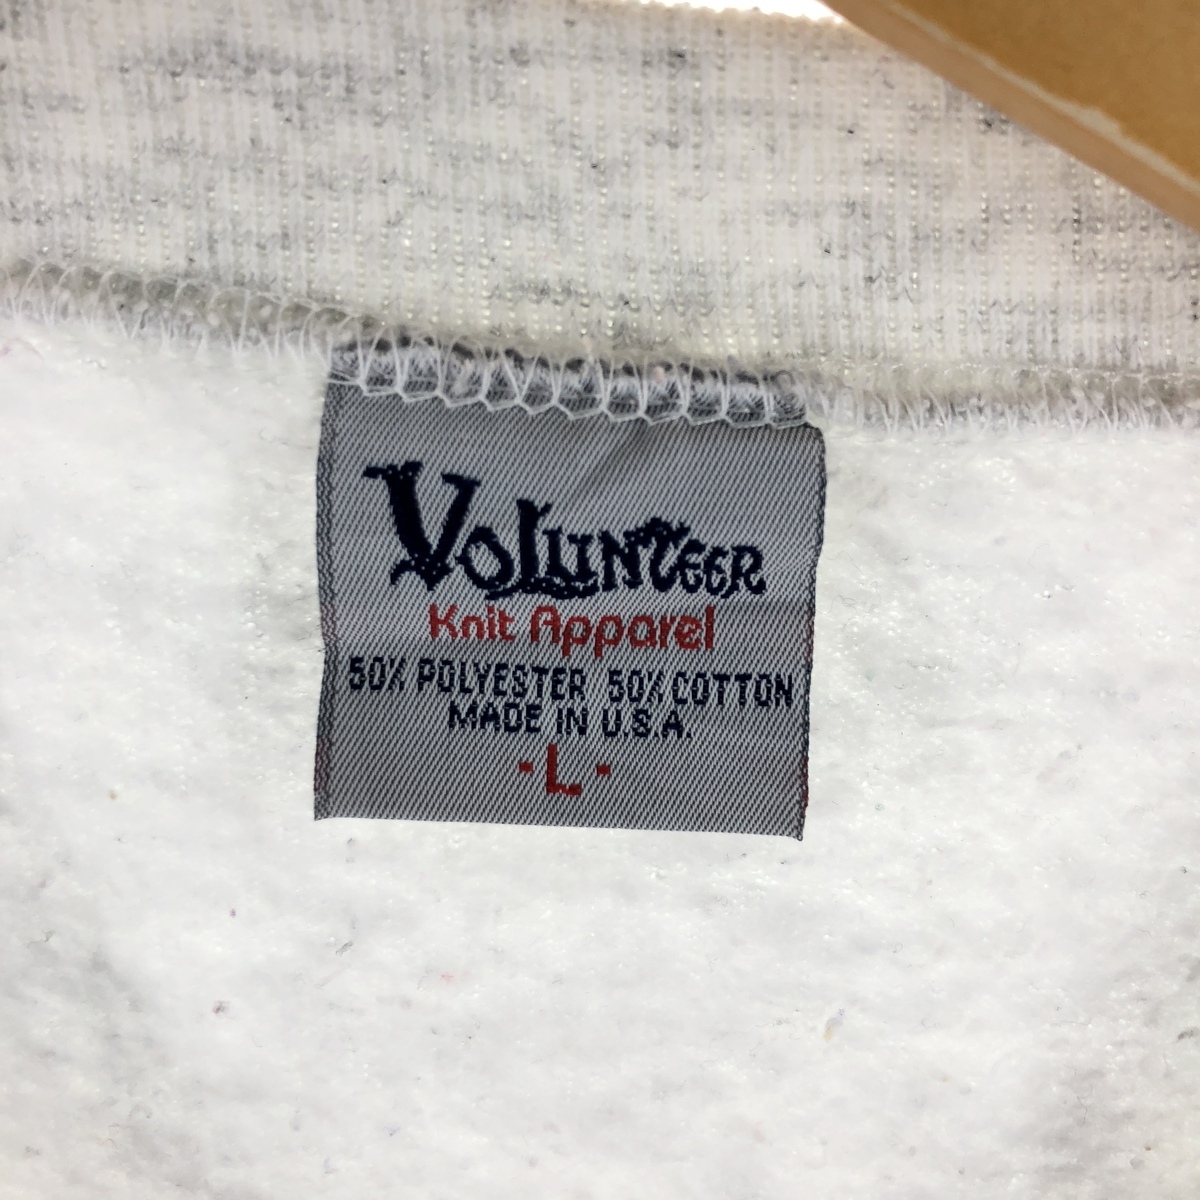 VOLUNTEER
Knit Apparel
50% POLYESTER 50% COTTON
MADE IN U.S.A.
-L-